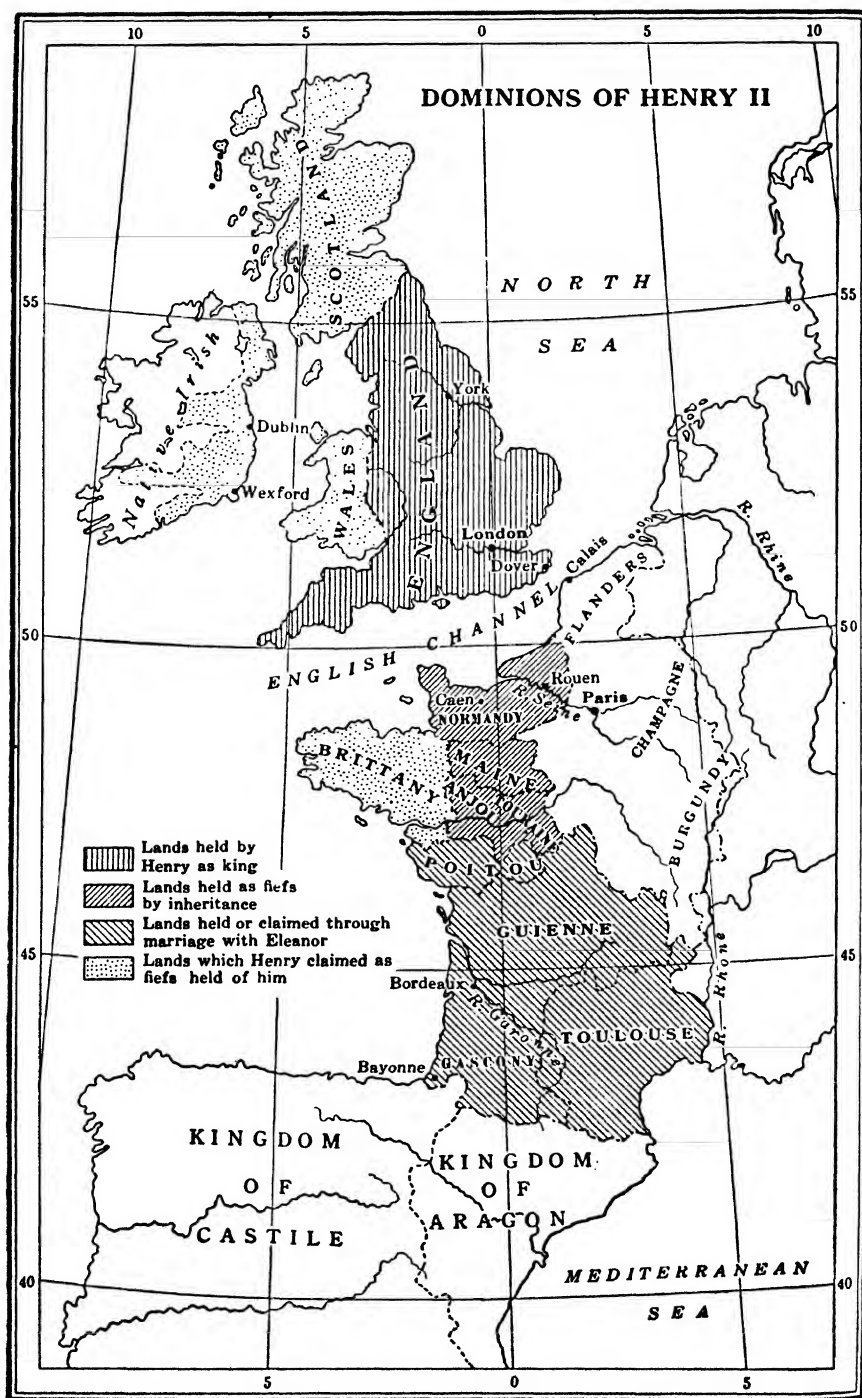 10 5 0 5 10
DOMINIONS OF HENRY II
SCOTLAND
NORTH
SEA
55 55
Native Irish
ENGLAND
York
Dublin
WALES
Wexford
London
Dover
Calais
R. Rhine
FLANDERS
50 50
ENGLISH CHANNEL
Rouen
Caen
R. Seine
Paris
NORMANDY
CHAMPAGNE
BRITTANY
MAINE
ANJOU
TOURAINE
BURGUNDY
POITOU
Lands held by
Henry as king
Lands held as fiefs
by inheritance
Lands held or claimed through
marriage with Eleanor
Lands which Henry claimed as
fiefs held of him
GUIENNE
45 45
Bordeaux
R. Garonne
R. Rhone
TOULOUSE
GASCONY
Bayonne
KINGDOM
OF
CASTILE
KINGDOM
OF
ARAGON
40 40
MEDITERRANEAN
SEA
5 0 5